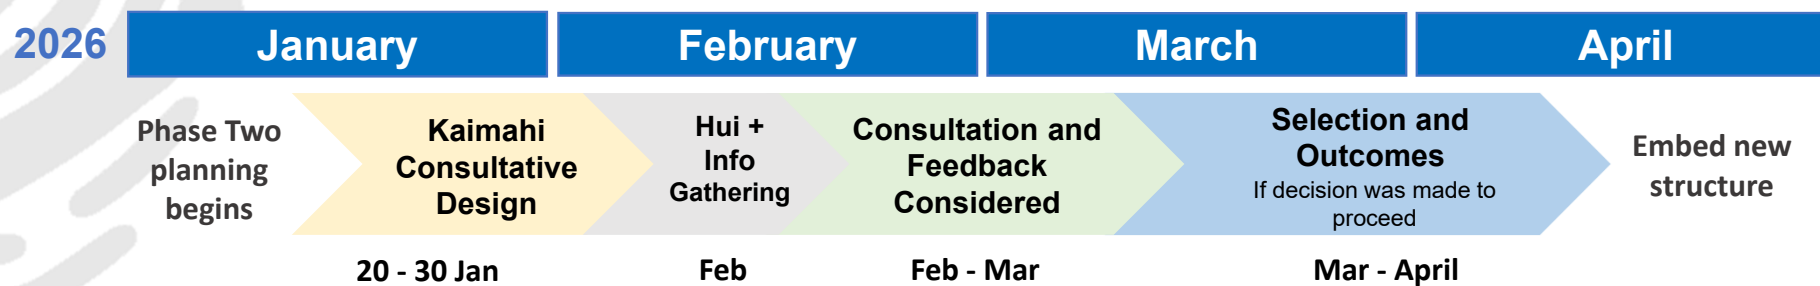 2026
January
February
March
April
Phase Two
planning
begins
Kaimahi
Consultative
Design
Hui +
Info
Gathering
Consultation and
Feedback
Considered
Selection and
Outcomes
If decision was made to
proceed
Embed new
structure
20 - 30 Jan
Feb
Feb - Mar
Mar - April